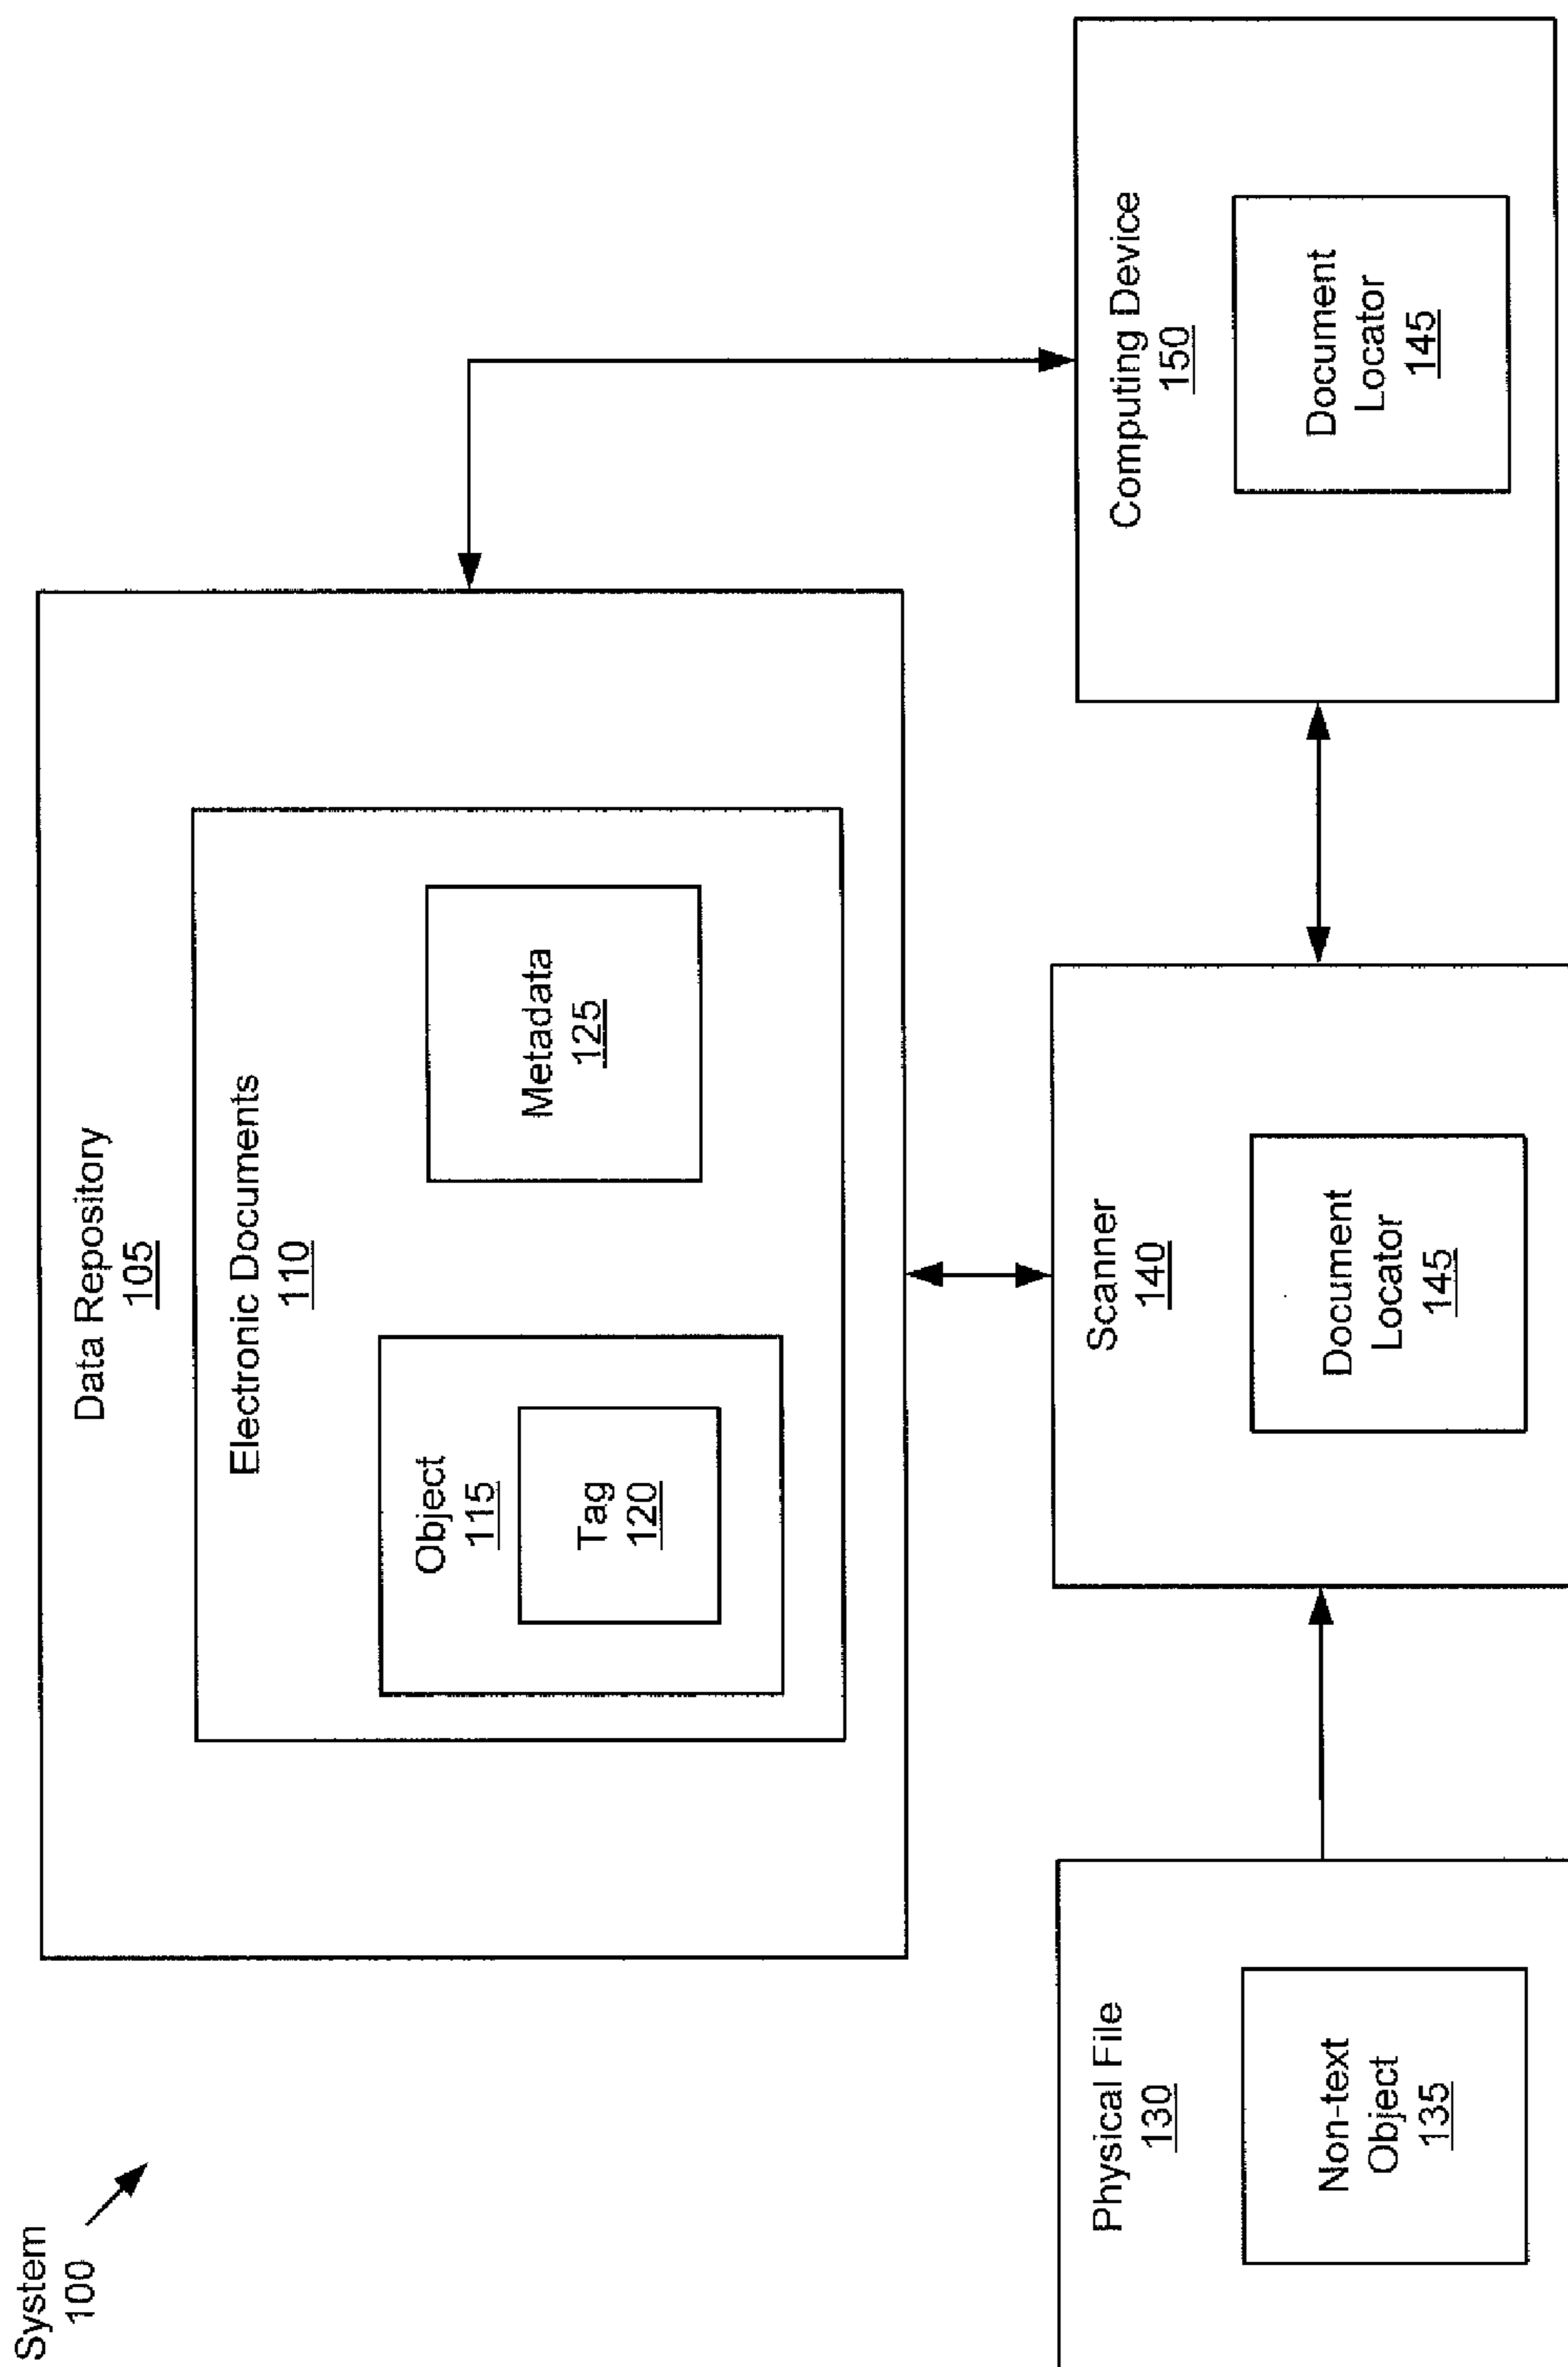 System
100
Data Repository
105
Electronic Documents
110
Object
115
Tag
120
Metadata
125
Physical File
130
Non-text
Object
135
Scanner
140
Document
Locator
145
Computing Device
150
Document
Locator
145